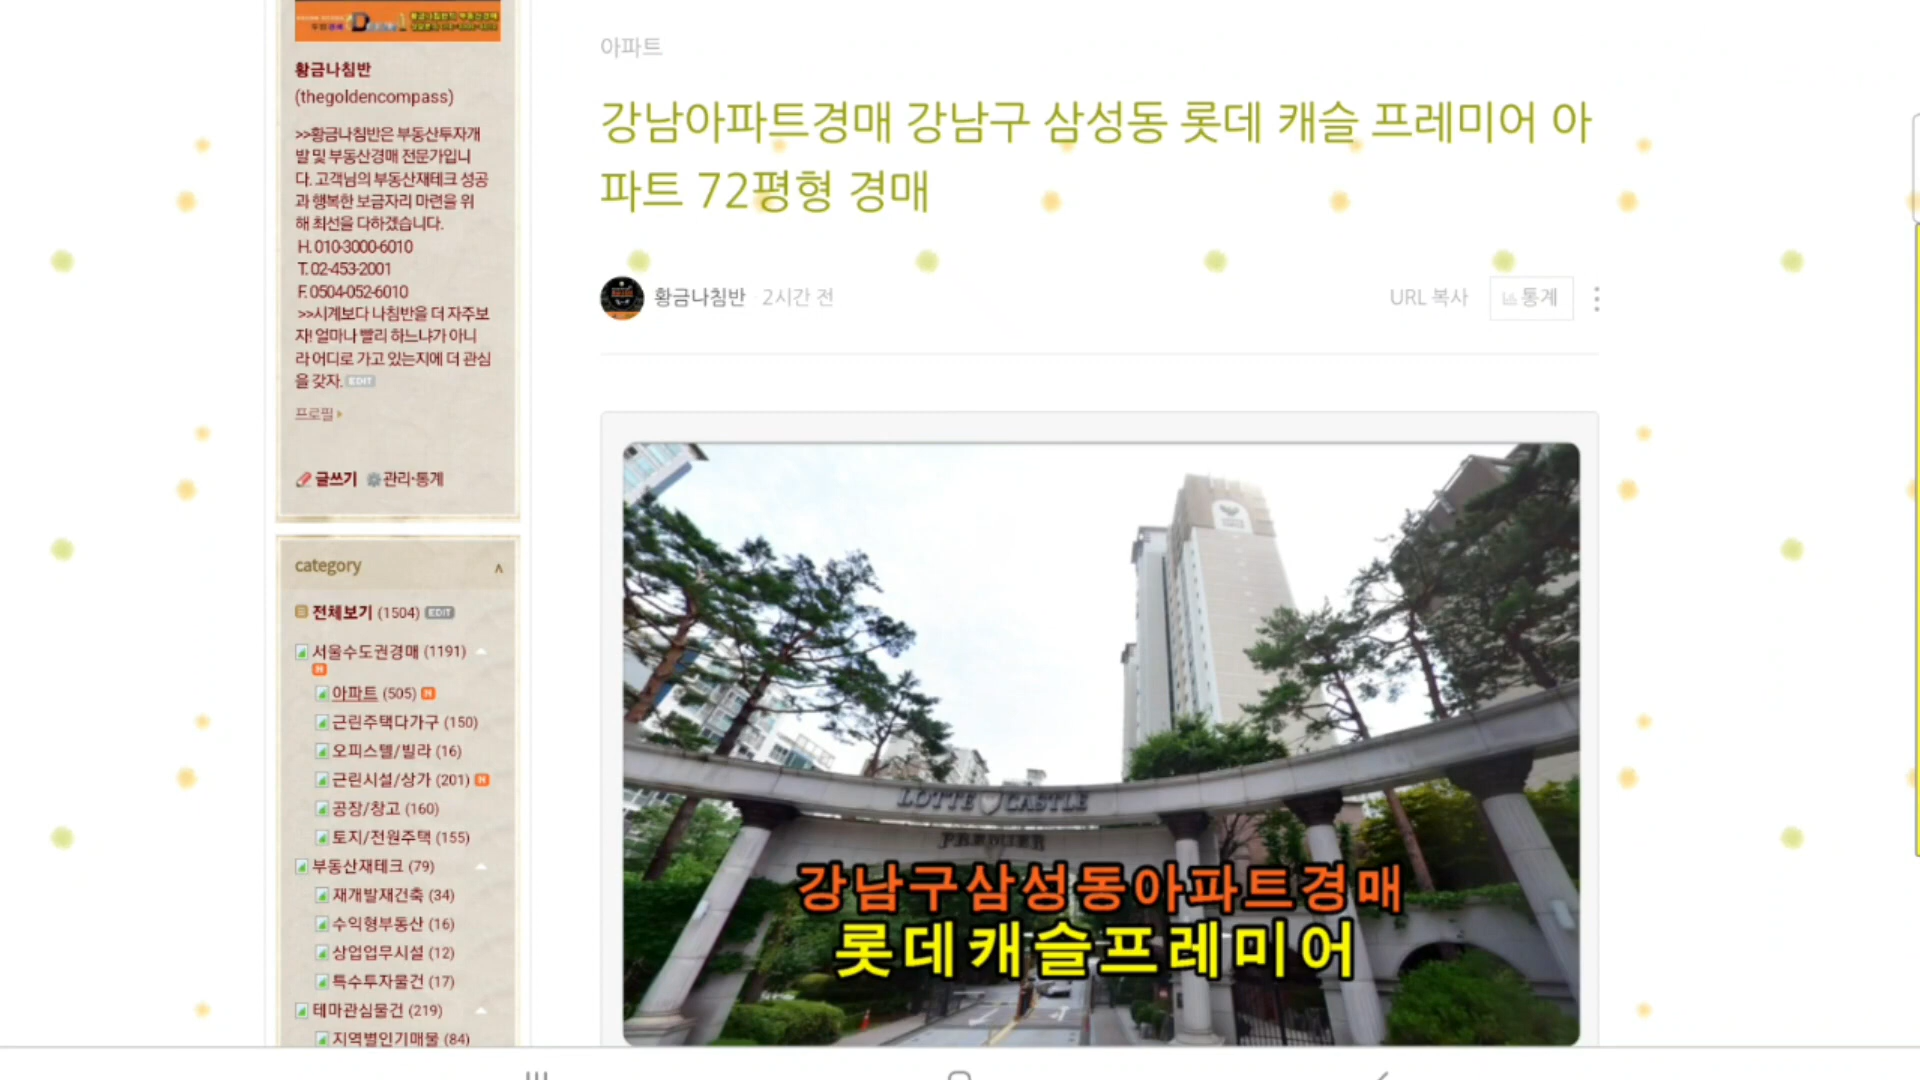 황금나침반
(thegoldencompass)
>>황금나침반은 부동산투자개
발 및 부동산경매 전문가입니
다. 고객님의 부동산재테크 성공
과 행복한 보금자리 마련을 위
해 최선을 다하겠습니다.
H. 010-3000-6010
T. 02-453-2001
F. 0504-052-6010
>>시계보다 나침반을 더 자주보
자! 얼마나 빨리 하느냐가 아니
라 어디로 가고 있는지에 더 관심
을 갖자. EDIT
프로필
글쓰기 관리·통계
category
전체보기 (1504) EDIT
서울수도권경매 (1191)
N
아파트 (505) N
근린주택다가구 (150)
오피스텔/빌라 (16)
근린시설/상가 (201) N
공장/창고 (160)
토지/전원주택 (155)
부동산재테크 (79)
재개발재건축 (34)
수익형부동산 (16)
상업업무시설 (12)
특수투자물건 (17)
테마관심물건 (219)
지역별인기매물 (84)
아파트
강남아파트경매 강남구 삼성동 롯데 캐슬 프레미어 아
파트 72평형 경매
황금나침반 · 2시간 전
URL 복사 통계
LOTTE CASTLE
PREMIER
강남구삼성동아파트경매
롯데캐슬프레미어